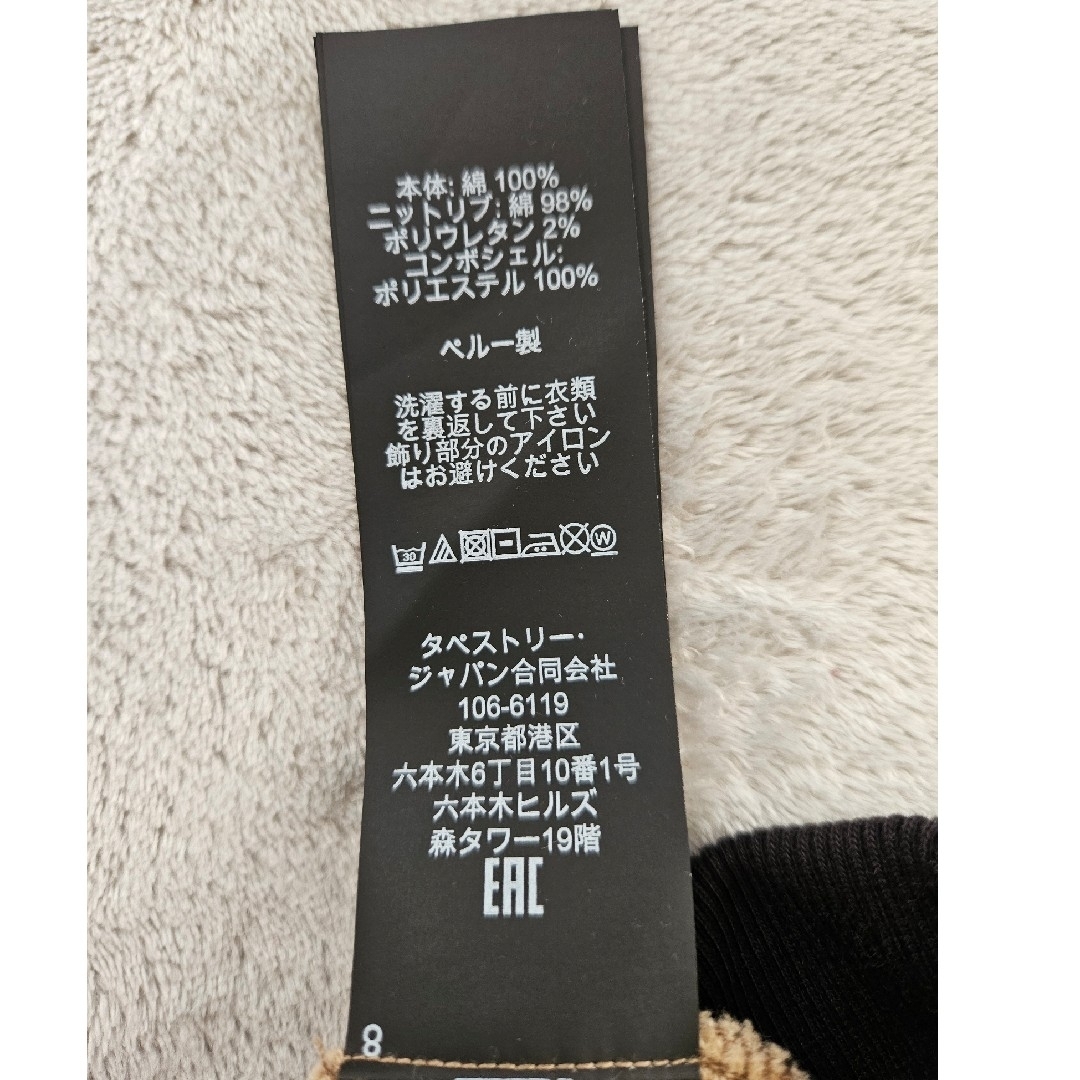 本体: 綿 100%
ニットリブ: 綿 98%
ポリウレタン 2%
コンボシェル:
ポリエステル 100%
ペルー製
洗濯する前に衣類
を裏返して下さい
飾り部分のアイロン
はお避けください
30
W
タペストリー・
ジャパン合同会社
106-6119
東京都港区
六本木6丁目10番1号
六本木ヒルズ
森タワー19階
EAC
8